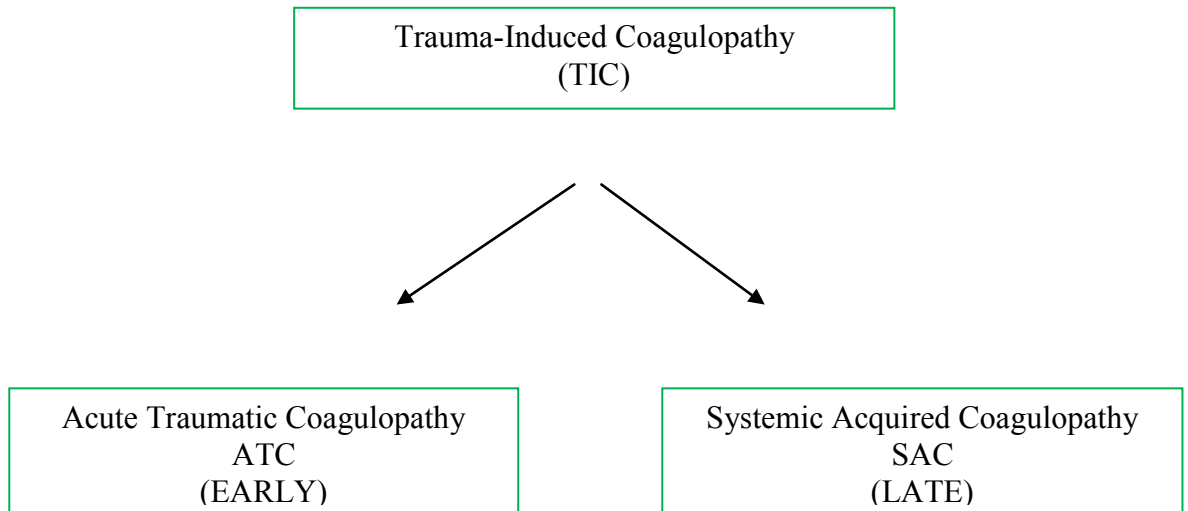 Trauma-Induced Coagulopathy
(TIC)
Acute Traumatic Coagulopathy
ATC
(EARLY)
Systemic Acquired Coagulopathy
SAC
(LATE)